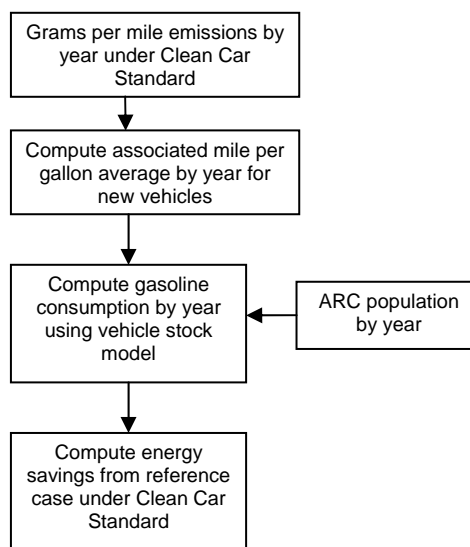 Grams per mile emissions by
year under Clean Car
Standard
Compute associated mile per
gallon average by year for
new vehicles
Compute gasoline
consumption by year
using vehicle stock
model
ARC population
by year
Compute energy
savings from reference
case under Clean Car
Standard